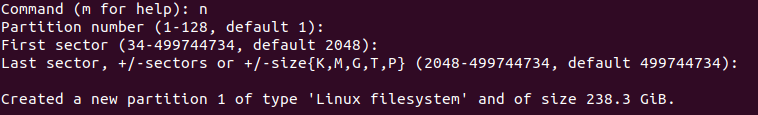 Command (m for help): n
Partition number (1-128, default 1):
First sector (34-499744734, default 2048):
Last sector, +/-sectors or +/-size{K,M,G,T,P} (2048-499744734, default 499744734):
Created a new partition 1 of type 'Linux filesystem' and of size 238.3 GiB.